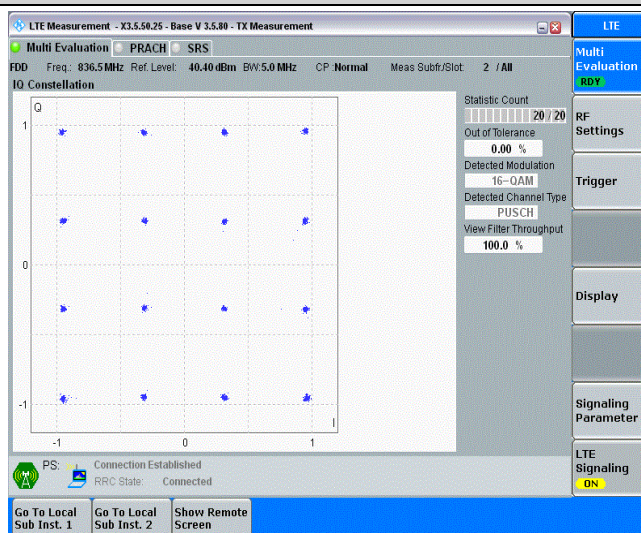 LTE Measurement - X3.5.50.25 - Base V 3.5.80 - TX Measurement
LTE
Multi Evaluation PRACH SRS
Multi
Evaluation
RDY
FDD Freq.: 836.5 MHz Ref. Level: 40.40 dBm BW: 5.0 MHz CP :Normal Meas Subfr./Slot: 2 / All
IQ Constellation
Statistic Count
20 / 20
Out of Tolerance
0.00 %
Detected Modulation
16-QAM
Detected Channel Type
PUSCH
View Filter Throughput
100.0 %
Q
1
0
-1
I
-1 0 1
RF
Settings
Trigger
Display
Signaling
Parameter
LTE
Signaling
ON
PS: Connection Established
RRC State: Connected
Go To Local
Sub Inst. 1
Go To Local
Sub Inst. 2
Show Remote
Screen